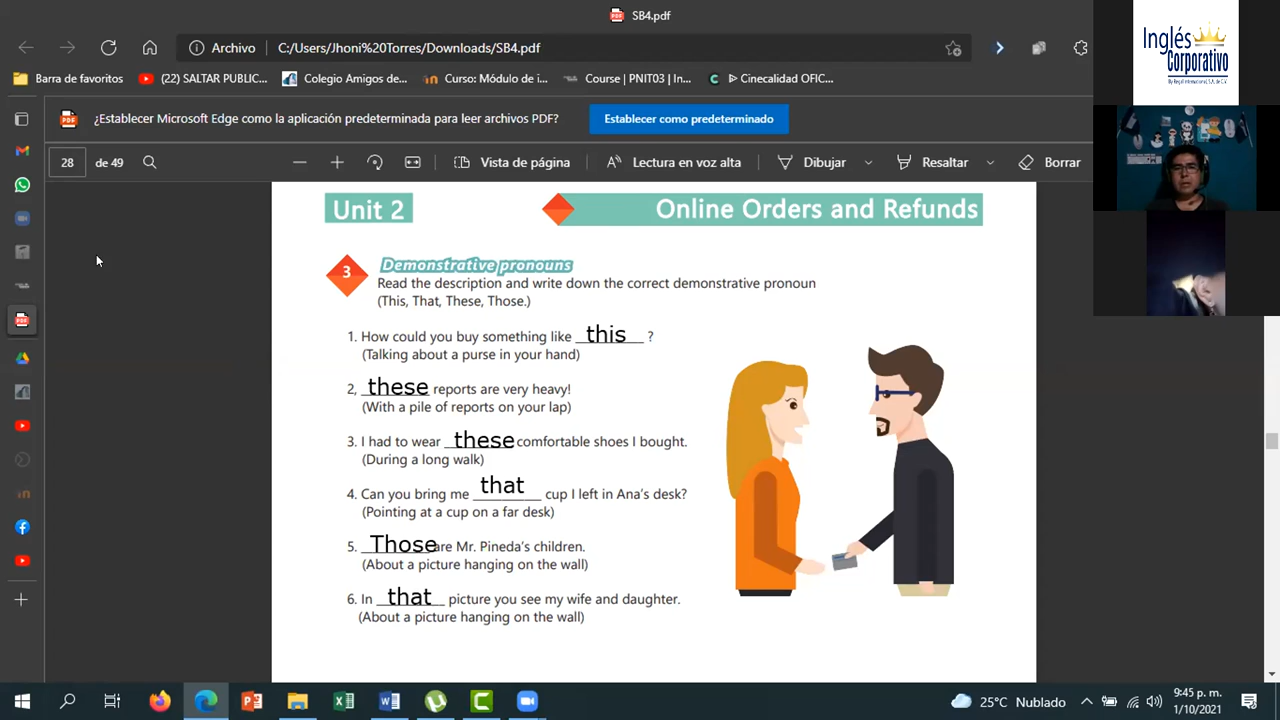 SB4.pdf
Archivo C:/Users/Jhoni%20Torres/Downloads/SB4.pdf
Barra de favoritos (22) SALTAR PUBLIC... Colegio Amigos de... Curso: Módulo de i... Course | PNIT03 | In... ᐅ Cinecalidad OFIC...
¿Establecer Microsoft Edge como la aplicación predeterminada para leer archivos PDF? Establecer como predeterminado
28 de 49 Vista de página Lectura en voz alta Dibujar Resaltar Borrar
Inglés
Corporativo
Unit 2 Online Orders and Refunds
3 Demonstrative pronouns
Read the description and write down the correct demonstrative pronoun
(This, That, These, Those.)
1. How could you buy something like this ?
(Talking about a purse in your hand)
2, these reports are very heavy!
(With a pile of reports on your lap)
3. I had to wear these comfortable shoes I bought.
(During a long walk)
4. Can you bring me that cup I left in Ana's desk?
(Pointing at a cup on a far desk)
5. Those are Mr. Pineda's children.
(About a picture hanging on the wall)
6. In that picture you see my wife and daughter.
(About a picture hanging on the wall)
25°C Nublado 9:45 p. m.
1/10/2021